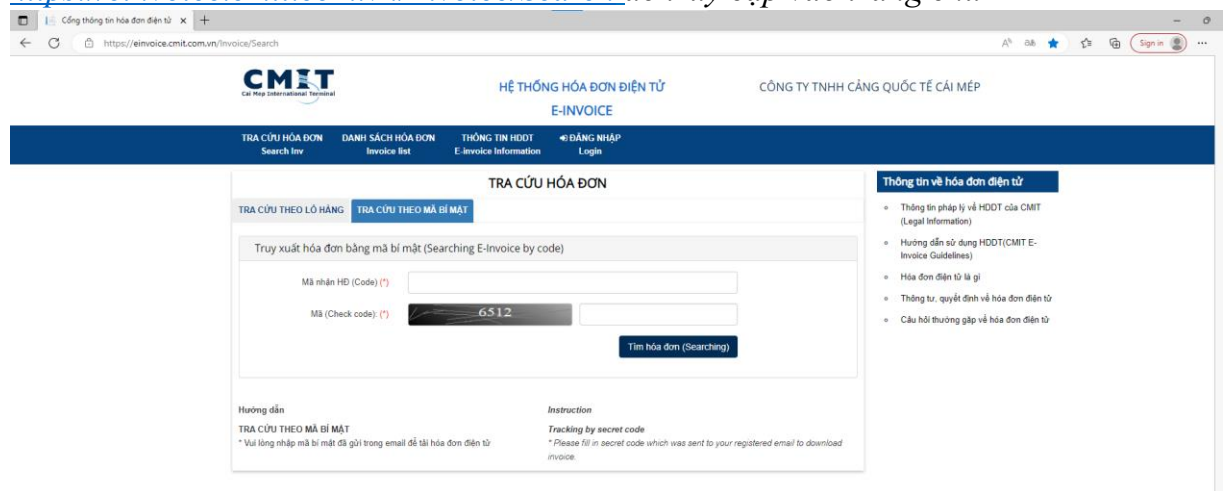 Cổng thông tin hóa đơn điện tử
https://einvoice.cmit.com.vn/Invoice/Search
Sign in
CMIT
Cai Mep International Terminal
HỆ THỐNG HÓA ĐƠN ĐIỆN TỬ
E-INVOICE
CÔNG TY TNHH CẢNG QUỐC TẾ CÁI MÉP
TRA CỨU HÓA ĐƠN
Search Inv
DANH SÁCH HÓA ĐƠN
Invoice list
THÔNG TIN HDDT
E-invoice Information
ĐĂNG NHẬP
Login
TRA CỨU HÓA ĐƠN
TRA CỨU THEO LÔ HÀNG
TRA CỨU THEO MÃ BÍ MẬT
Truy xuất hóa đơn bằng mã bí mật (Searching E-Invoice by code)
Mã nhận HĐ (Code) (*)
Mã (Check code): (*)
6512
Tìm hóa đơn (Searching)
Hướng dẫn
TRA CỨU THEO MÃ BÍ MẬT
* Vui lòng nhập mã bí mật đã gửi trong email để tải hóa đơn điện tử
Instruction
Tracking by secret code
* Please fill in secret code which was sent to your registered email to download
invoice.
Thông tin về hóa đơn điện tử
Thông tin pháp lý về HDDT của CMIT
(Legal Information)
Hướng dẫn sử dụng HDDT(CMIT E-
Invoice Guidelines)
Hóa đơn điện tử là gì
Thông tư, quyết định về hóa đơn điện tử
Câu hỏi thường gặp về hóa đơn điện tử